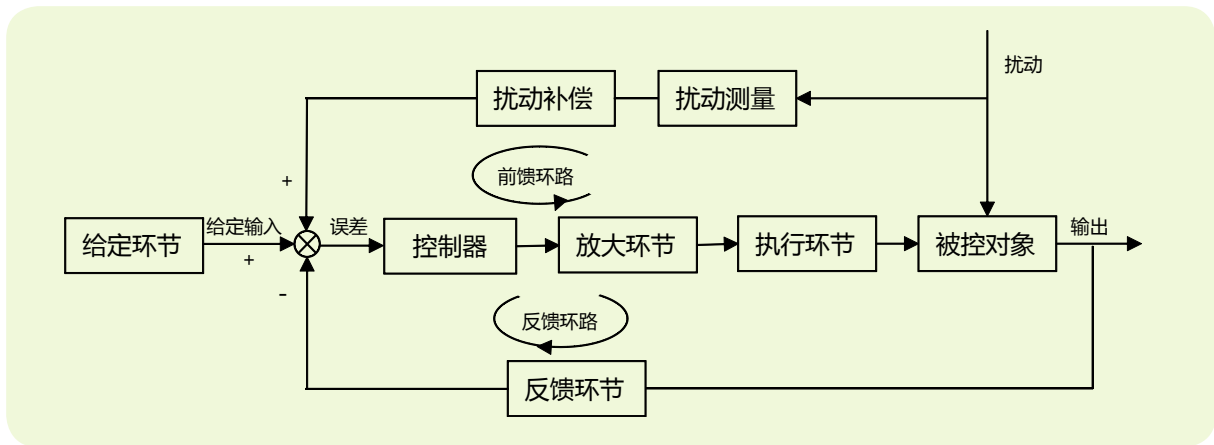 扰动
扰动补偿
扰动测量
+
前馈环路
给定环节
给定输入
+
误差
控制器
放大环节
执行环节
被控对象
输出
-
反馈环路
反馈环节